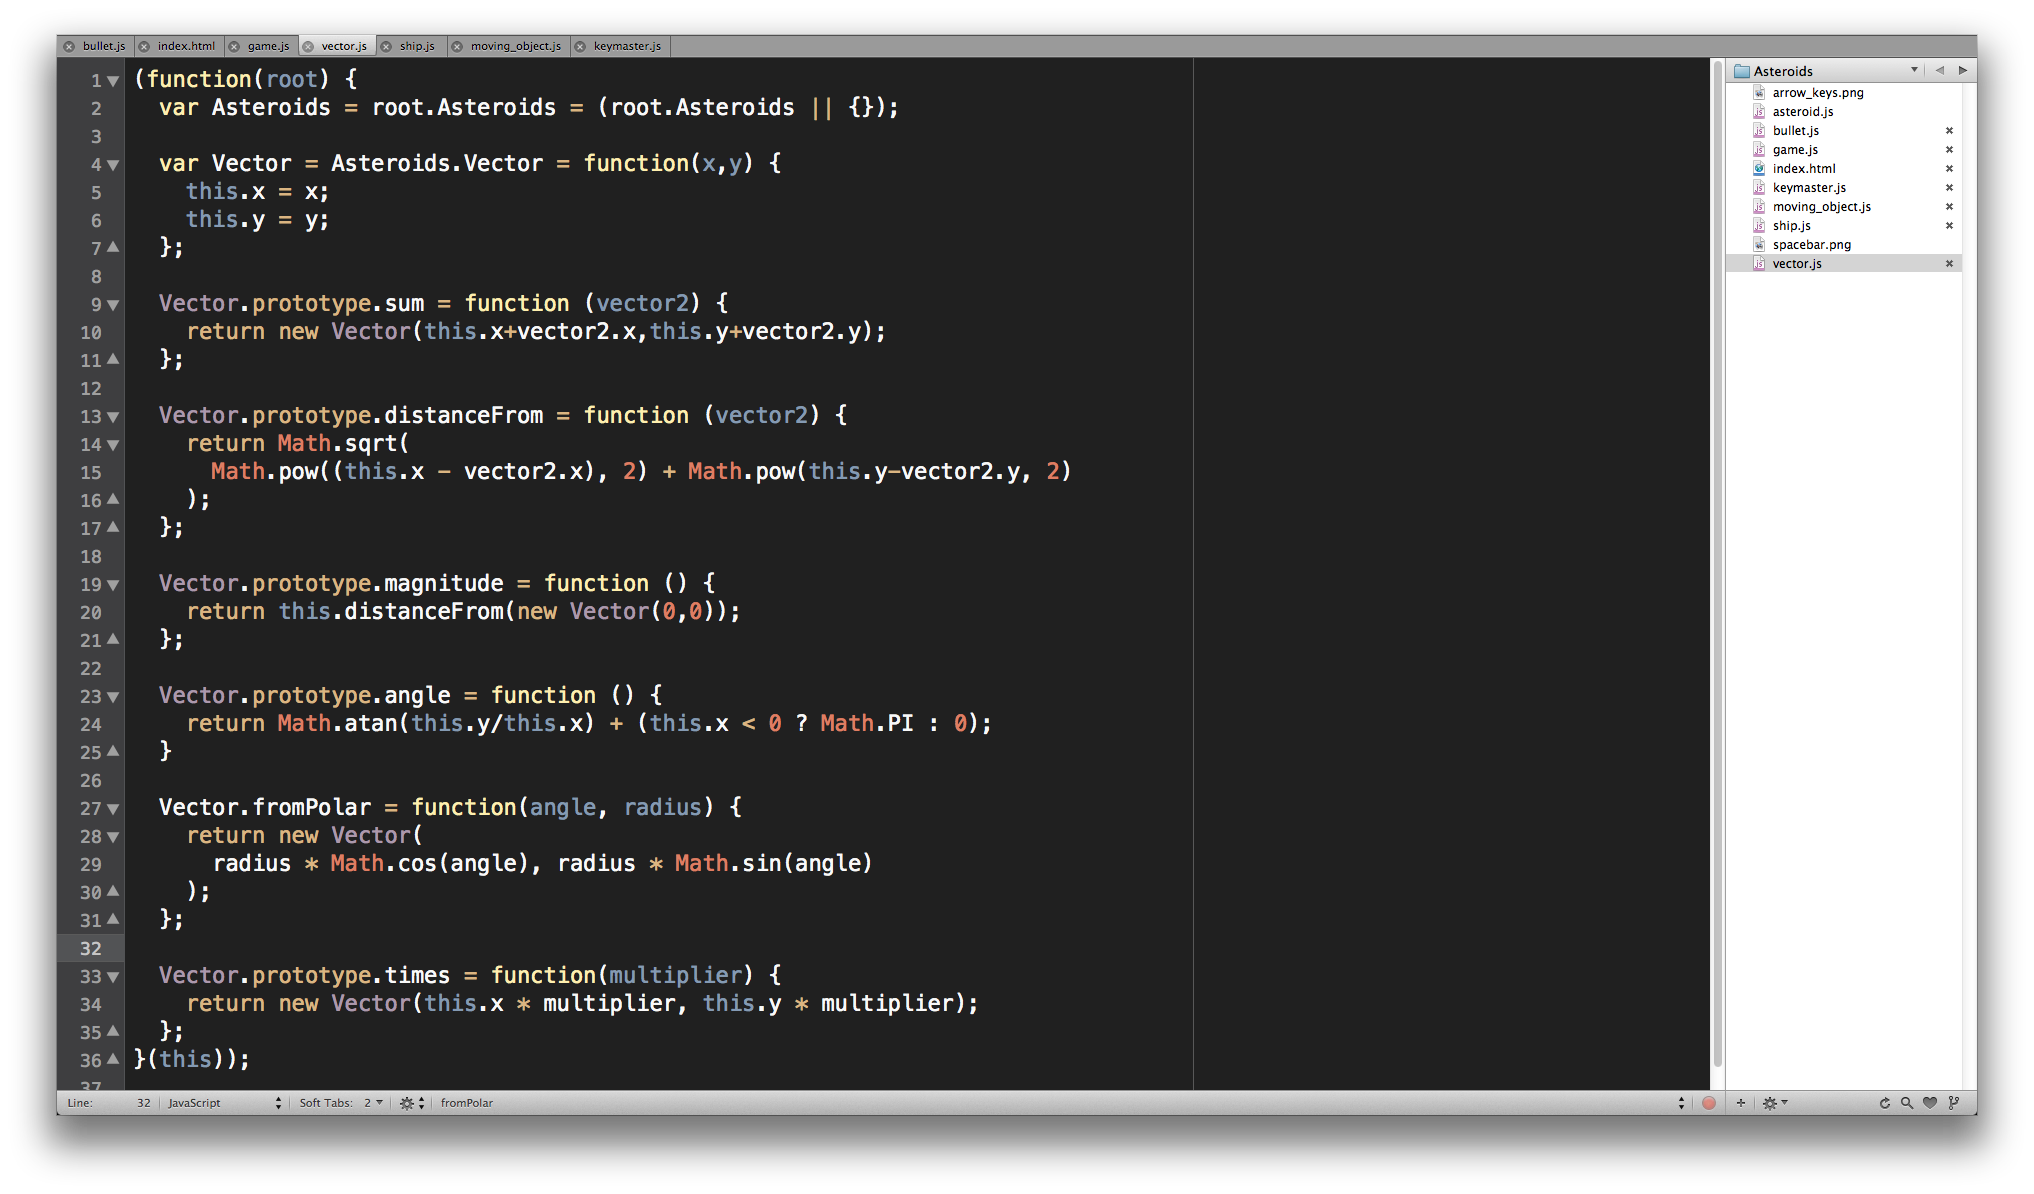 bullet.js index.html game.js vector.js ship.js moving_object.js keymaster.js
1 (function(root) {
2   var Asteroids = root.Asteroids = (root.Asteroids || {});
3
4   var Vector = Asteroids.Vector = function(x,y) {
5     this.x = x;
6     this.y = y;
7   };
8
9   Vector.prototype.sum = function (vector2) {
10     return new Vector(this.x+vector2.x,this.y+vector2.y);
11   };
12
13   Vector.prototype.distanceFrom = function (vector2) {
14     return Math.sqrt(
15       Math.pow((this.x - vector2.x), 2) + Math.pow(this.y-vector2.y, 2)
16     );
17   };
18
19   Vector.prototype.magnitude = function () {
20     return this.distanceFrom(new Vector(0,0));
21   };
22
23   Vector.prototype.angle = function () {
24     return Math.atan(this.y/this.x) + (this.x < 0 ? Math.PI : 0);
25   }
26
27   Vector.fromPolar = function(angle, radius) {
28     return new Vector(
29       radius * Math.cos(angle), radius * Math.sin(angle)
30     );
31   };
32
33   Vector.prototype.times = function(multiplier) {
34     return new Vector(this.x * multiplier, this.y * multiplier);
35   };
36 }(this));
37
Asteroids
arrow_keys.png
asteroid.js
bullet.js
game.js
index.html
keymaster.js
moving_object.js
ship.js
spacebar.png
vector.js
Line: 32 JavaScript Soft Tabs: 2 fromPolar